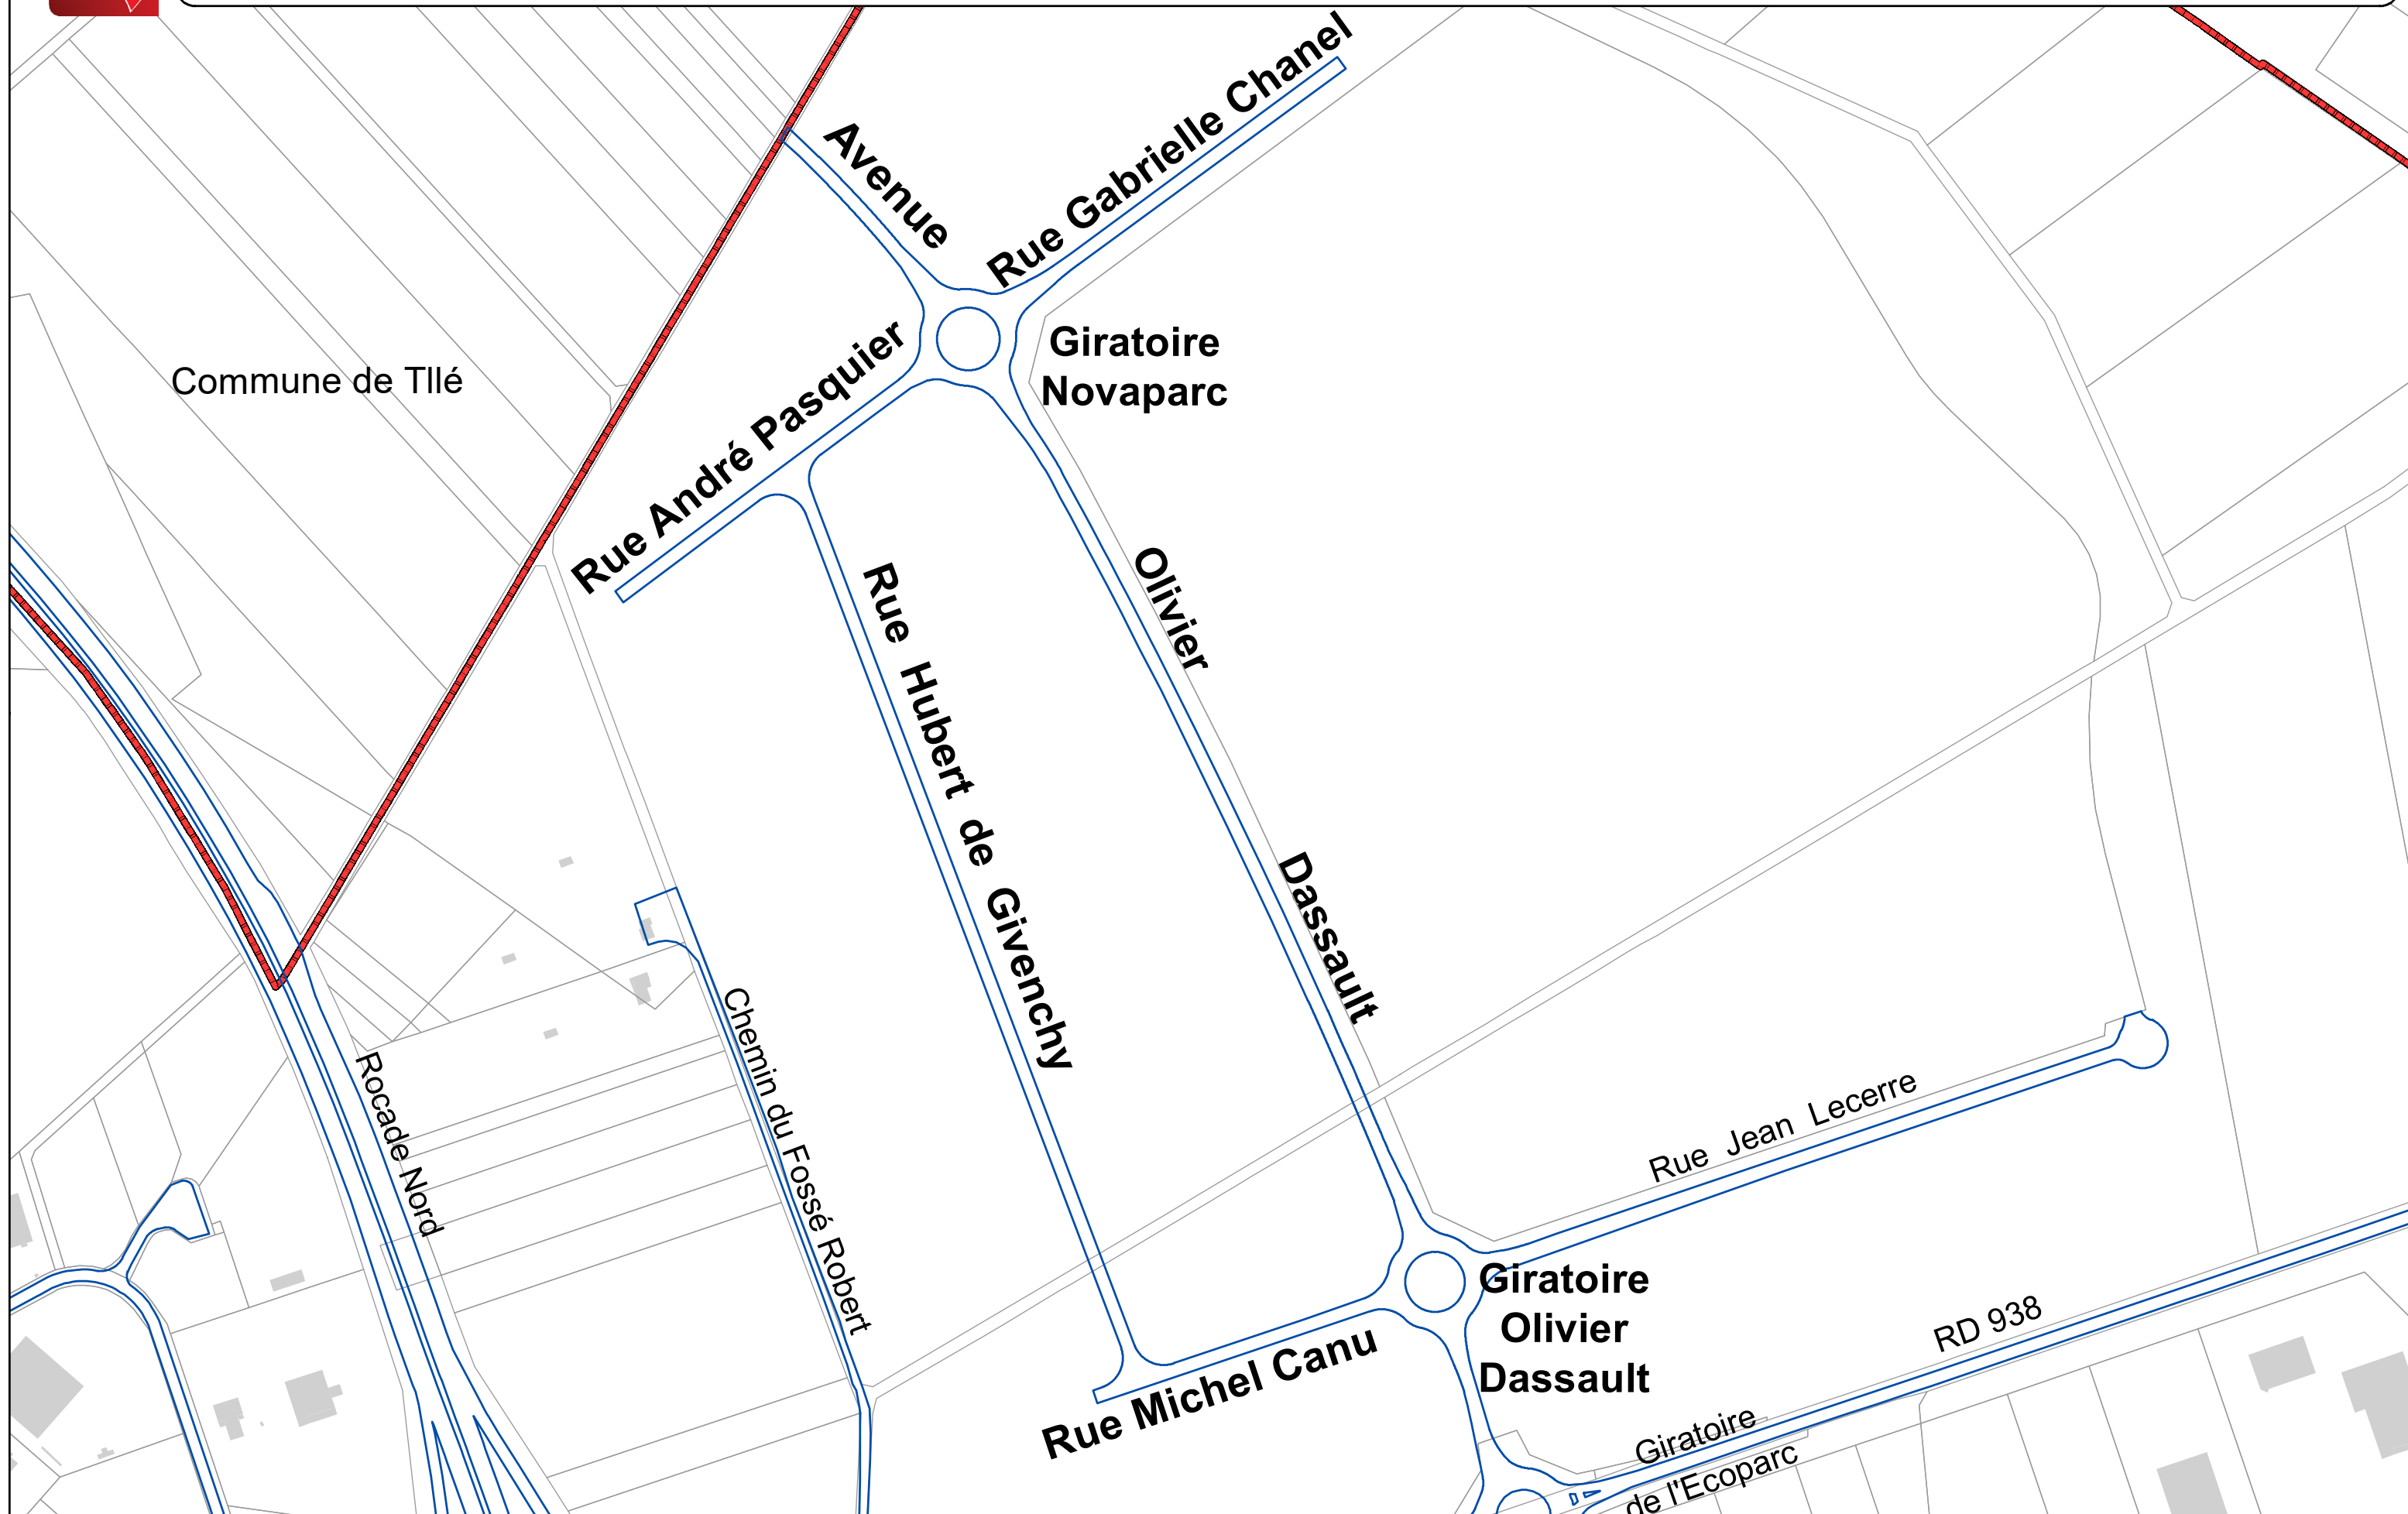 Rue Gabrielle Chanel
Avenue
Giratoire
Novaparc
Commune de Tllé
Rue André Pasquier
Olivier
Rue Hubert de Givenchy
Dassault
Chemin du Fossé Robert
Rocade Nord
Rue Jean Lecerre
Giratoire
Olivier
Dassault
RD 938
Rue Michel Canu
Giratoire
de l'Ecoparc